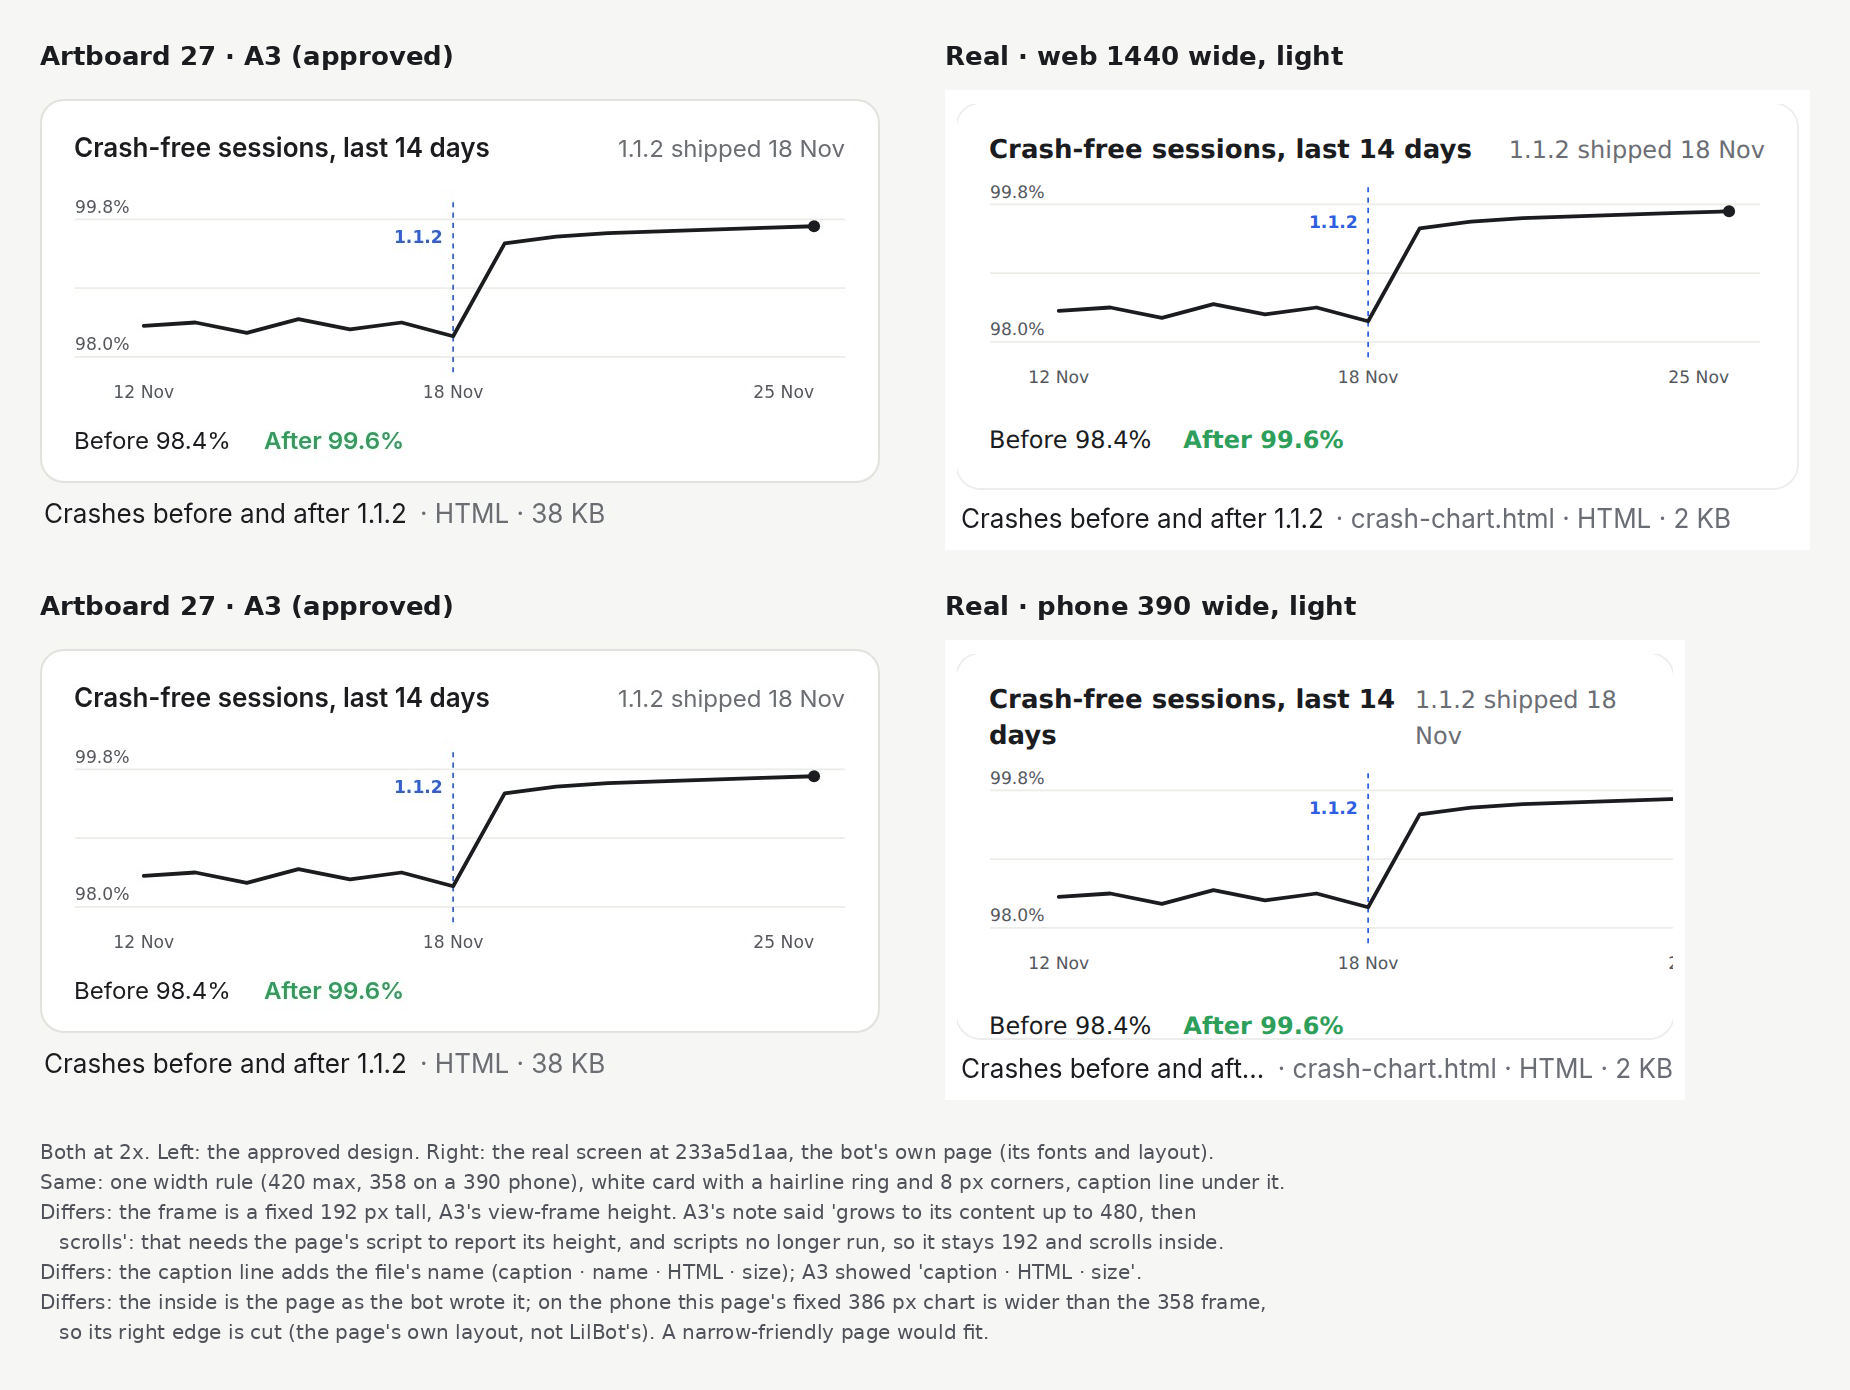 Artboard 27 · A3 (approved)
Crash-free sessions, last 14 days
1.1.2 shipped 18 Nov
99.8%
1.1.2
98.0%
12 Nov
18 Nov
25 Nov
Before 98.4%
After 99.6%
Crashes before and after 1.1.2 · HTML · 38 KB
Real · web 1440 wide, light
Crash-free sessions, last 14 days
1.1.2 shipped 18 Nov
99.8%
1.1.2
98.0%
12 Nov
18 Nov
25 Nov
Before 98.4%
After 99.6%
Crashes before and after 1.1.2 · crash-chart.html · HTML · 2 KB
Artboard 27 · A3 (approved)
Crash-free sessions, last 14 days
1.1.2 shipped 18 Nov
99.8%
1.1.2
98.0%
12 Nov
18 Nov
25 Nov
Before 98.4%
After 99.6%
Crashes before and after 1.1.2 · HTML · 38 KB
Real · phone 390 wide, light
Crash-free sessions, last 14
days
1.1.2 shipped 18
Nov
99.8%
1.1.2
98.0%
12 Nov
18 Nov
Before 98.4%
After 99.6%
Crashes before and aft... · crash-chart.html · HTML · 2 KB
Both at 2x. Left: the approved design. Right: the real screen at 233a5d1aa, the bot's own page (its fonts and layout).
Same: one width rule (420 max, 358 on a 390 phone), white card with a hairline ring and 8 px corners, caption line under it.
Differs: the frame is a fixed 192 px tall, A3's view-frame height. A3's note said 'grows to its content up to 480, then
scrolls': that needs the page's script to report its height, and scripts no longer run, so it stays 192 and scrolls inside.
Differs: the caption line adds the file's name (caption · name · HTML · size); A3 showed 'caption · HTML · size'.
Differs: the inside is the page as the bot wrote it; on the phone this page's fixed 386 px chart is wider than the 358 frame,
so its right edge is cut (the page's own layout, not LilBot's). A narrow-friendly page would fit.